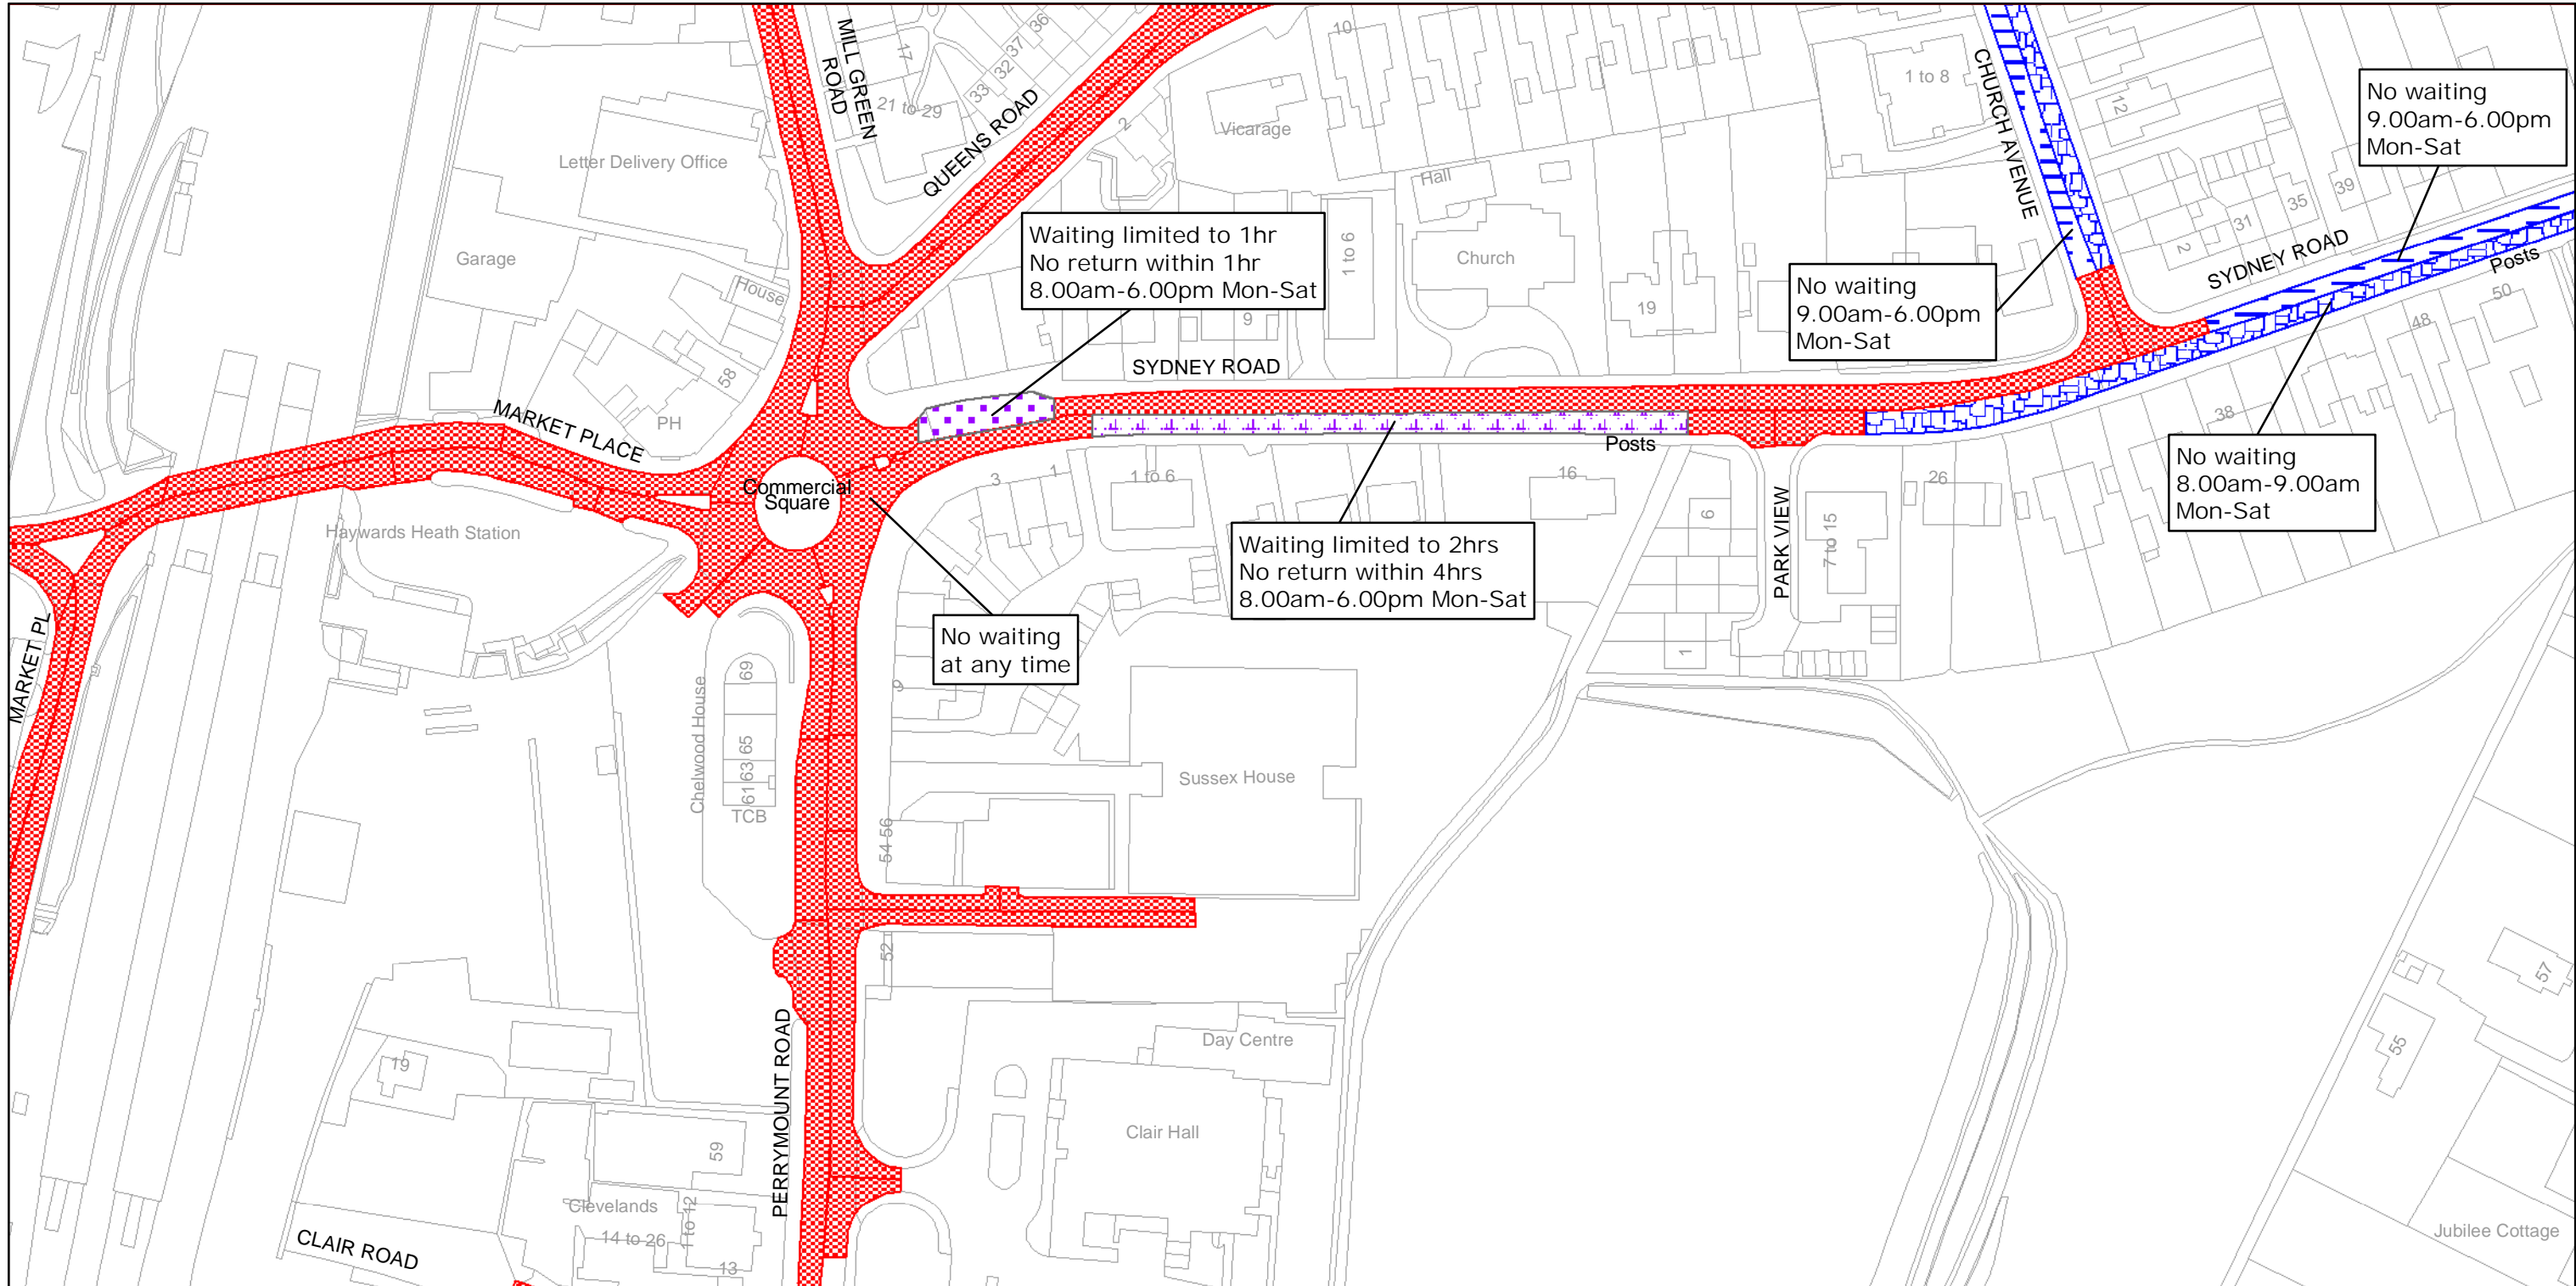 MILL GREEN
ROAD
17
36
37
32
33
21 to 29
QUEENS ROAD
2
10
Vicarage
Hall
1 to 8
CHURCH AVENUE
12
No waiting
9.00am-6.00pm
Mon-Sat
39
35
31
2
SYDNEY ROAD
Posts
50
48
38
Letter Delivery Office
Garage
House
58
PH
Waiting limited to 1hr
No return within 1hr
8.00am-6.00pm Mon-Sat
9
1 to 6
Church
19
No waiting
9.00am-6.00pm
Mon-Sat
SYDNEY ROAD
MARKET PLACE
Commercial
Square
Haywards Heath Station
3
1
1 to 6
16
Posts
26
No waiting
8.00am-9.00am
Mon-Sat
6
PARK VIEW
7 to 15
1
Waiting limited to 2hrs
No return within 4hrs
8.00am-6.00pm Mon-Sat
No waiting
at any time
MARKET PL
Chelwood House
69
65
63
61
TCB
9
Sussex House
54 56
52
57
55
Day Centre
Clair Hall
PERRYMOUNT ROAD
19
59
Clevelands
14 to 26
1 to 12
13
CLAIR ROAD
Jubilee Cottage